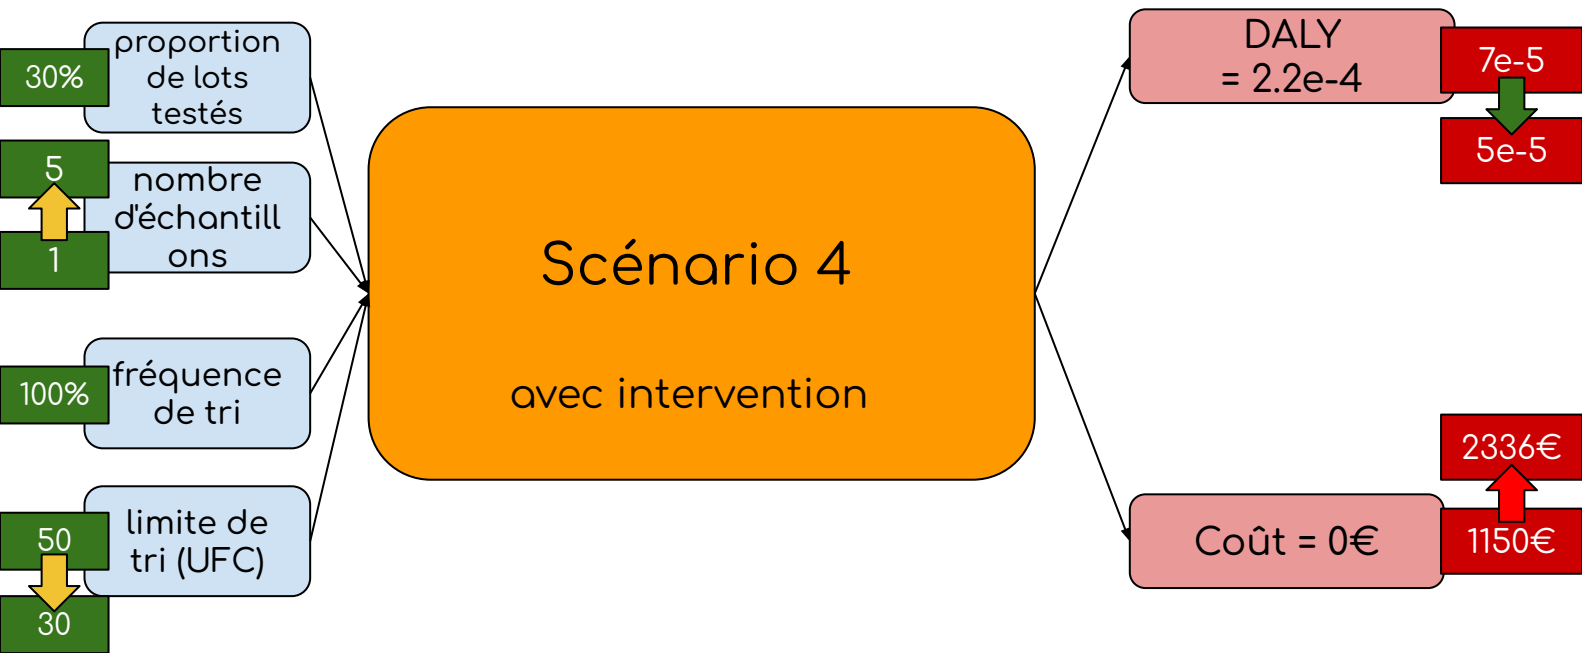 30%
proportion
de lots
testés
5
1
nombre
d'échantill
ons
100%
fréquence
de tri
50
30
limite de
tri (UFC)
Scénario 4
avec intervention
DALY
= 2.2e-4
7e-5
5e-5
2336€
Coût = 0€
1150€